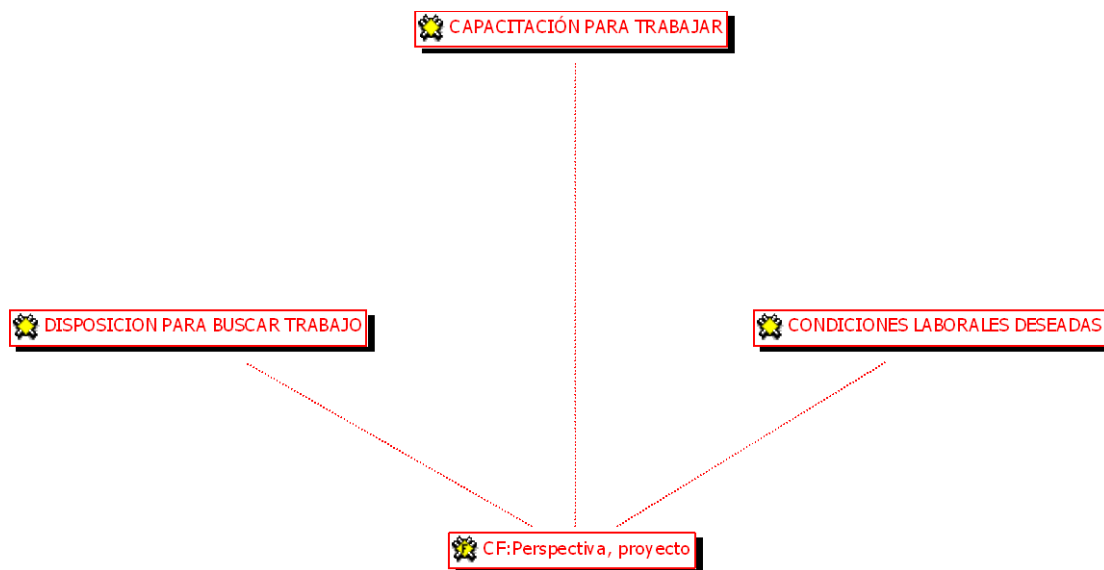 CAPACITACIÓN PARA TRABAJAR
DISPOSICION PARA BUSCAR TRABAJO
CONDICIONES LABORALES DESEADAS
CF:Perspectiva, proyecto